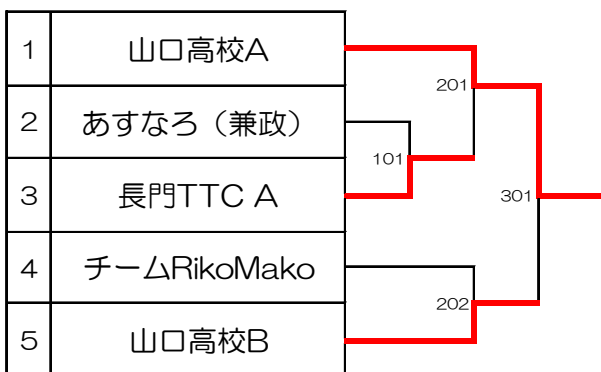 1 山口高校A
201
2 あすなろ（兼政）
101
3 長門TTC A
301
4 チームRikoMako
202
5 山口高校B